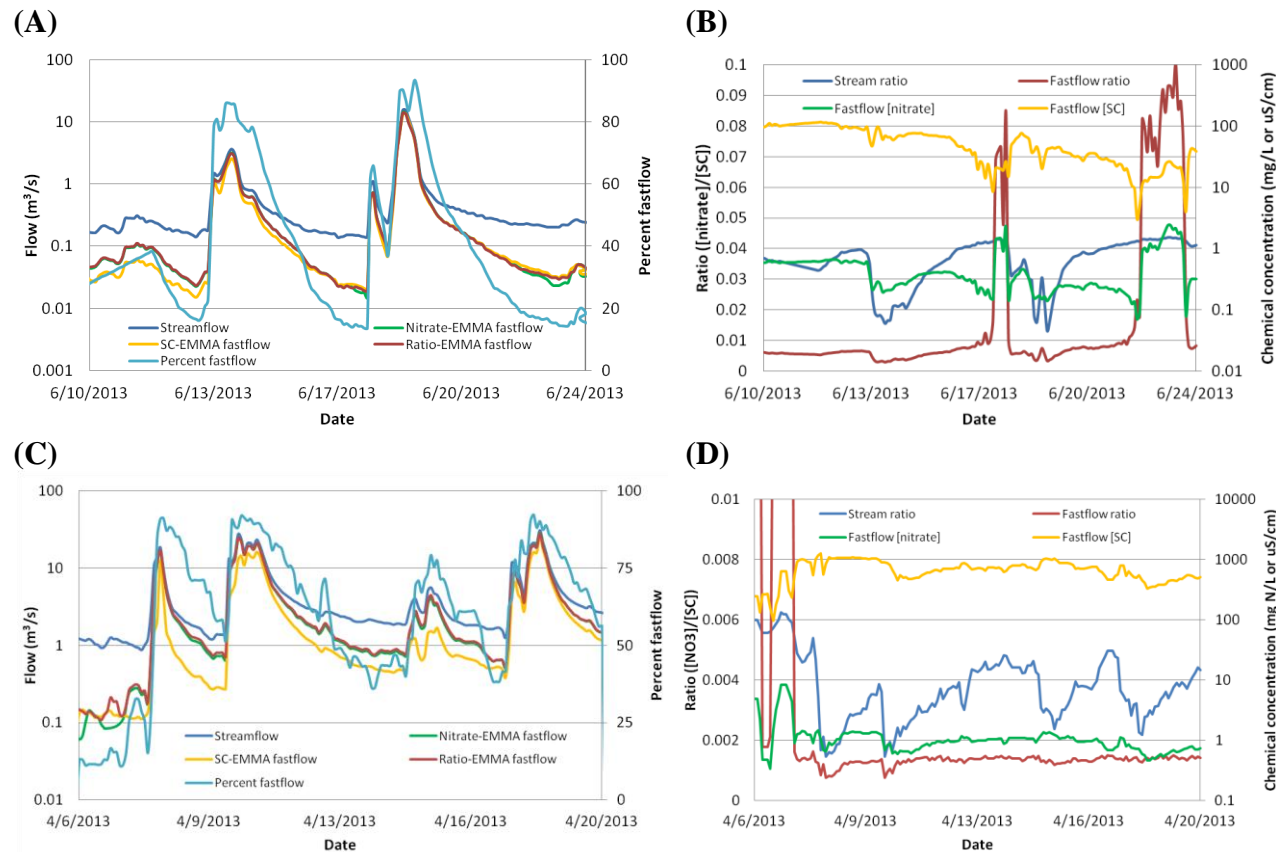 (A)
100
10
1
0.1
0.01
0.001
Flow (m³/s)
100
80
60
40
20
0
Percent fastflow
Streamflow
Nitrate-EMMA fastflow
SC-EMMA fastflow
Ratio-EMMA fastflow
Percent fastflow
6/10/2013 6/13/2013 6/17/2013 6/20/2013 6/24/2013
Date
(B)
0.1
0.09
0.08
0.07
0.06
0.05
0.04
0.03
0.02
0.01
0
Ratio ([nitrate]/[SC])
Stream ratio
Fastflow ratio
Fastflow [nitrate]
Fastflow [SC]
1000
100
10
1
0.1
0.01
Chemical concentration (mg/L or uS/cm)
6/10/2013 6/13/2013 6/17/2013 6/20/2013 6/24/2013
Date
(C)
100
10
1
0.1
0.01
Flow (m³/s)
100
75
50
25
0
Percent fastflow
Streamflow
Nitrate-EMMA fastflow
SC-EMMA fastflow
Ratio-EMMA fastflow
Percent fastflow
4/6/2013 4/9/2013 4/13/2013 4/16/2013 4/20/2013
Date
(D)
0.01
0.008
0.006
0.004
0.002
0
Ratio ([NO3]/[SC])
Stream ratio
Fastflow ratio
Fastflow [nitrate]
Fastflow [SC]
10000
1000
100
10
1
0.1
Chemical concentration (mg N/L or uS/cm)
4/6/2013 4/9/2013 4/13/2013 4/16/2013 4/20/2013
Date